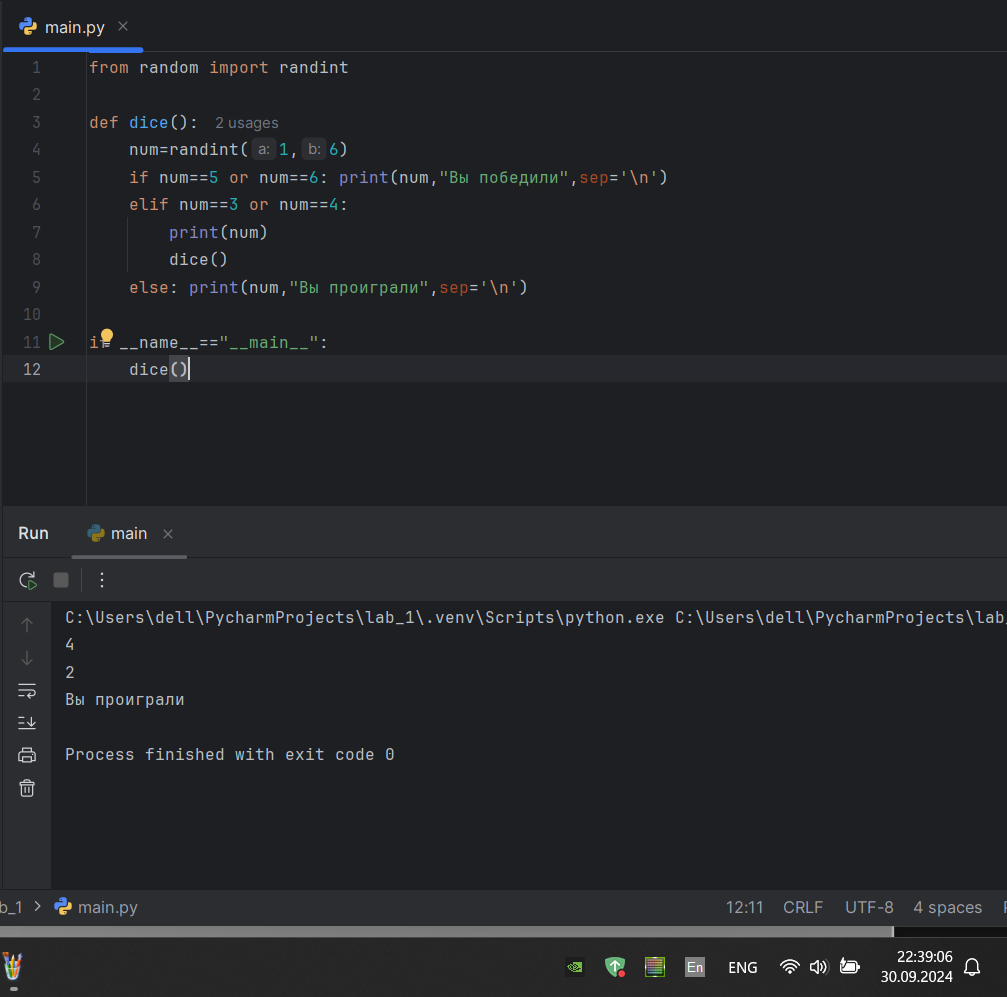 main.py
1 from random import randint
2
3 def dice(): 2 usages
4 num=randint( a: 1, b: 6)
5 if num==5 or num==6: print(num,"Вы победили",sep='\n')
6 elif num==3 or num==4:
7 print(num)
8 dice()
9 else: print(num,"Вы проиграли",sep='\n')
10
11 if __name__=="__main__":
12 dice()
Run main
C:\Users\dell\PycharmProjects\lab_1\.venv\Scripts\python.exe C:\Users\dell\PycharmProjects\lab_
4
2
Вы проиграли
Process finished with exit code 0
b_1 > main.py 12:11 CRLF UTF-8 4 spaces
En ENG 22:39:06
30.09.2024